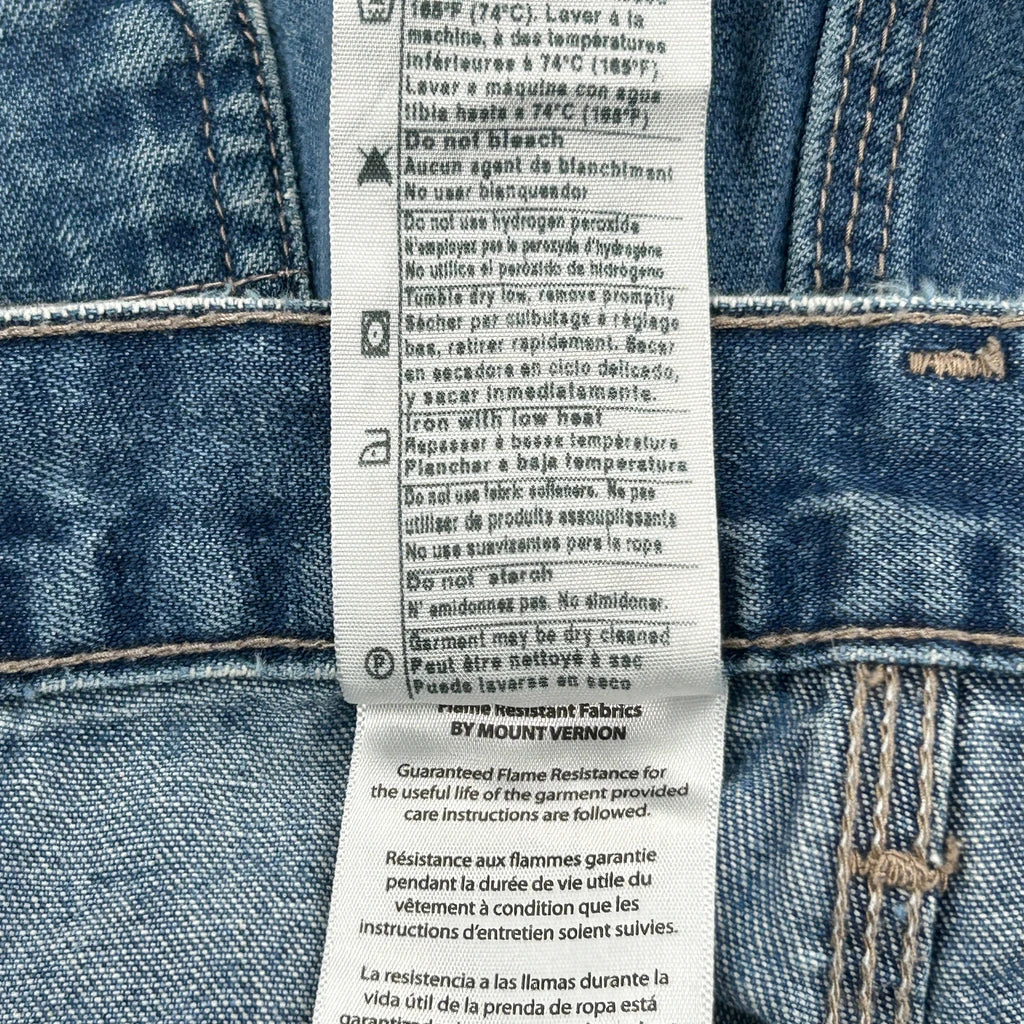 165°F (74°C). Laver à la
machine, à des températures
inférieures à 74°C (165°F)
Lavar a máquina con agua
tibia hasta a 74°C (165°F)
Do not bleach
Aucun agent de blanchiment
No usar blanqueador
Do not use hydrogen peroxide
N'employez pas le peroxyde d'hydrogène
No utilice el peróxido de hidrogeno
Tumble dry low, remove promptly
Sécher par culbutage à réglage
bas, retirer rapidement. Secar
en secadora en ciclo delicado,
y sacar inmediatamente.
Iron with low heat
Repasser à basse température
Planchar a baja temperatura
Do not use fabric softeners. Ne pas
utiliser de produits assouplissants
No use suavizantes para la ropa
Do not starch
N' amidonnez pas. No almidonar.
Garment may be dry cleaned
P Peut être nettoyé à sec
Puede lavarse en seco
Flame Resistant Fabrics
BY MOUNT VERNON
Guaranteed Flame Resistance for
the useful life of the garment provided
care instructions are followed.
Résistance aux flammes garantie
pendant la durée de vie utile du
vêtement à condition que les
instructions d'entretien soient suivies.
La resistencia a las llamas durante la
vida útil de la prenda de ropa está